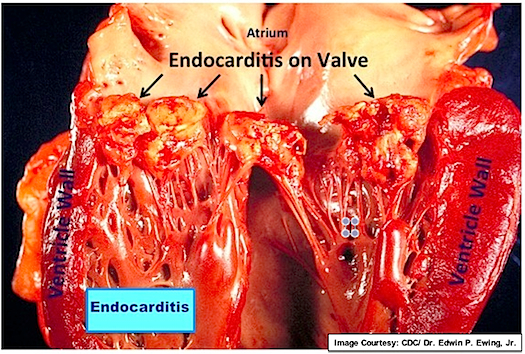 Atrium
Endocarditis on Valve
Ventricle Wall
Ventricle Wall
Endocarditis
Image Courtesy: CDC/ Dr. Edwin P. Ewing, Jr.